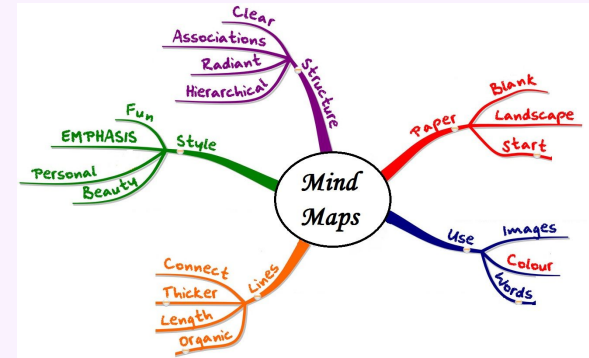 Mind
Maps
Structure
Clear
Associations
Radiant
Hierarchical
Paper
Blank
Landscape
Start
Use
Images
Colour
Words
Lines
Connect
Thicker
Length
Organic
Style
Fun
EMPHASIS
Personal
Beauty